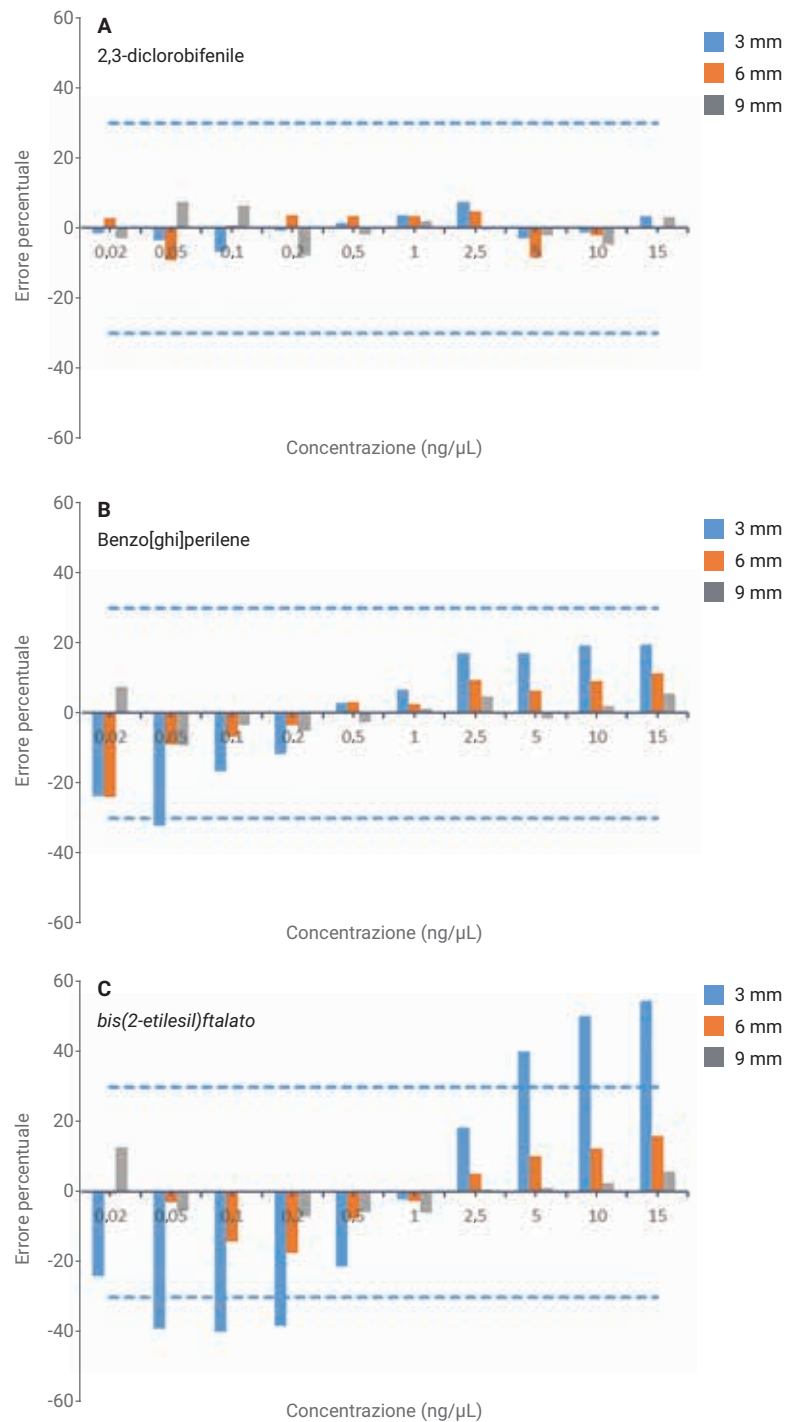 A
2,3-diclorobifenile
3 mm
6 mm
9 mm
Errore percentuale
60
40
20
0
-20
-40
-60
0,02 0,05 0,1 0,2 0,5 1 2,5 5 10 15
Concentrazione (ng/µL)
B
Benzo[ghi]perilene
3 mm
6 mm
9 mm
Errore percentuale
60
40
20
0
-20
-40
-60
0,02 0,05 0,1 0,2 0,5 1 2,5 5 10 15
Concentrazione (ng/µL)
C
bis(2-etilesil)ftalato
3 mm
6 mm
9 mm
Errore percentuale
60
40
20
0
-20
-40
-60
0,02 0,05 0,1 0,2 0,5 1 2,5 5 10 15
Concentrazione (ng/µL)